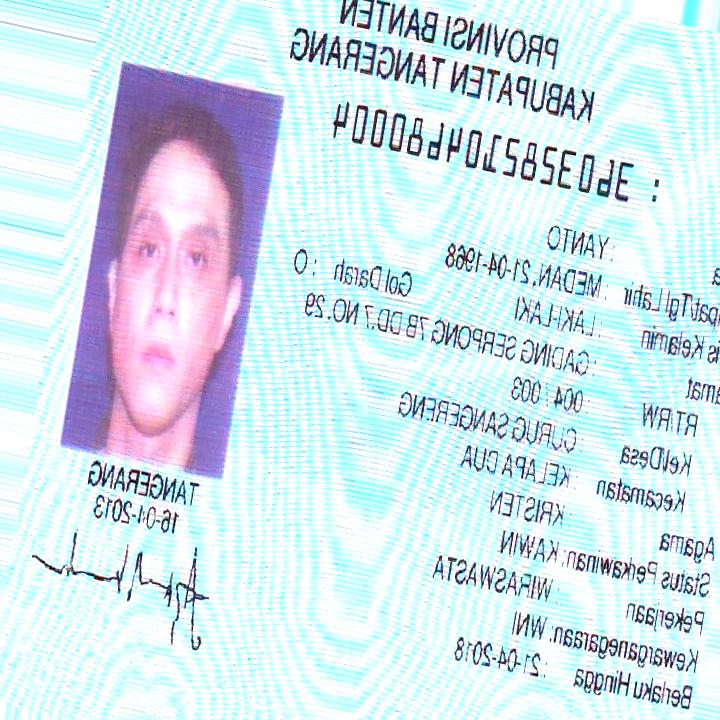 PROVINSI BANTEN
KABUPATEN TANGERANG
: 3603282104680004
: YANTO
pat/Tgl Lahir : MEDAN, 21-04-1968
is Kelamin : LAKI-LAKI Gol Darah : O
amat : GADING SERPONG 7B DD.7 NO.29
RT/RW : 004 / 003
Kel/Desa : CURUG SANGERENG
Kecamatan : KELAPA DUA
Agama : KRISTEN
Status Perkawinan: KAWIN
Pekerjaan : WIRASWASTA
Kewarganegaraan: WNI
Berlaku Hingga : 21-04-2018
TANGERANG
16-04-2013